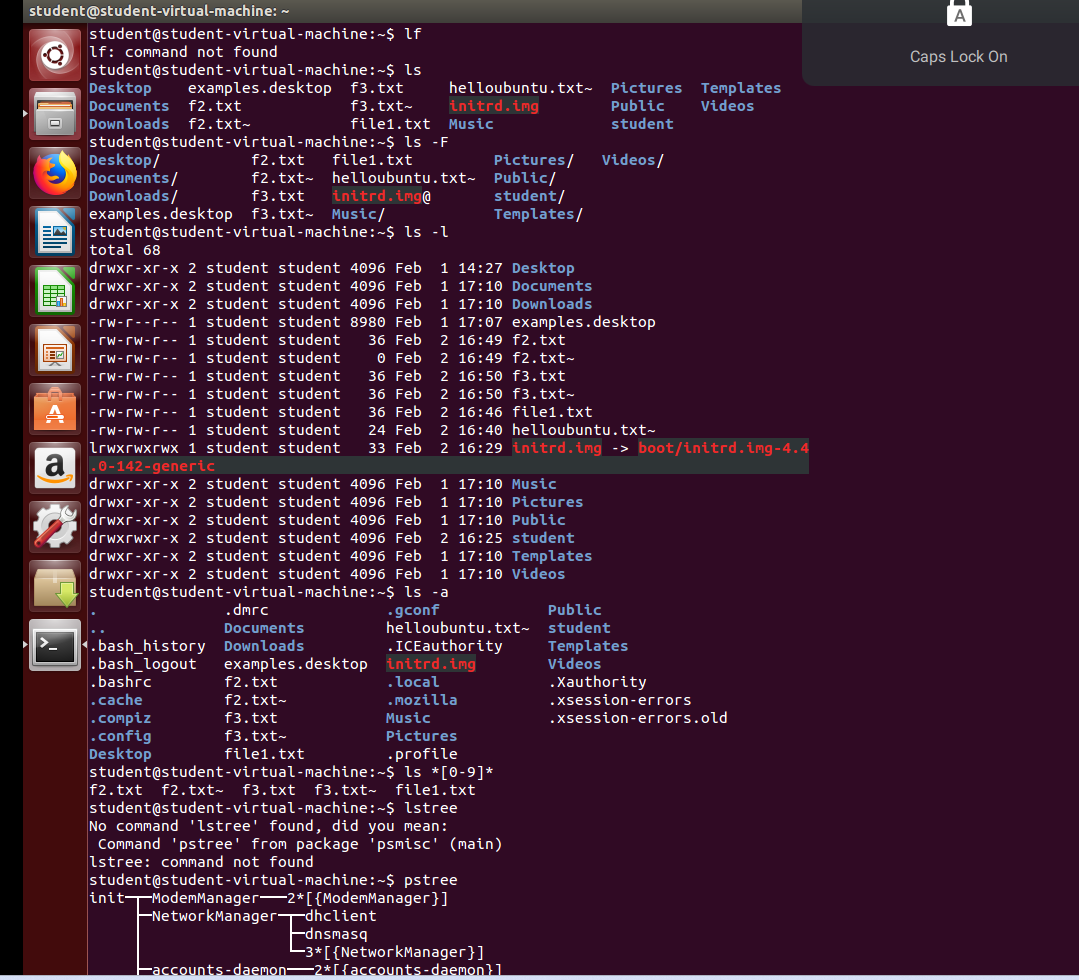 student@student-virtual-machine: ~
A
Caps Lock On
student@student-virtual-machine:~$ lf
lf: command not found
student@student-virtual-machine:~$ ls
Desktop    examples.desktop  f3.txt     helloubuntu.txt~  Pictures  Templates
Documents  f2.txt            f3.txt~    initrd.img        Public    Videos
Downloads  f2.txt~           file1.txt  Music             student
student@student-virtual-machine:~$ ls -F
Desktop/          f2.txt   file1.txt         Pictures/   Videos/
Documents/        f2.txt~  helloubuntu.txt~  Public/
Downloads/        f3.txt   initrd.img@       student/
examples.desktop  f3.txt~  Music/            Templates/
student@student-virtual-machine:~$ ls -l
total 68
drwxr-xr-x 2 student student 4096 Feb  1 14:27 Desktop
drwxr-xr-x 2 student student 4096 Feb  1 17:10 Documents
drwxr-xr-x 2 student student 4096 Feb  1 17:10 Downloads
-rw-r--r-- 1 student student 8980 Feb  1 17:07 examples.desktop
-rw-rw-r-- 1 student student   36 Feb  2 16:49 f2.txt
-rw-rw-r-- 1 student student    0 Feb  2 16:49 f2.txt~
-rw-rw-r-- 1 student student   36 Feb  2 16:50 f3.txt
-rw-rw-r-- 1 student student   36 Feb  2 16:50 f3.txt~
-rw-rw-r-- 1 student student   36 Feb  2 16:46 file1.txt
-rw-rw-r-- 1 student student   24 Feb  2 16:40 helloubuntu.txt~
lrwxrwxrwx 1 student student   33 Feb  2 16:29 initrd.img -> boot/initrd.img-4.4
.0-142-generic
drwxr-xr-x 2 student student 4096 Feb  1 17:10 Music
drwxr-xr-x 2 student student 4096 Feb  1 17:10 Pictures
drwxr-xr-x 2 student student 4096 Feb  1 17:10 Public
drwxrwxr-x 2 student student 4096 Feb  2 16:25 student
drwxr-xr-x 2 student student 4096 Feb  1 17:10 Templates
drwxr-xr-x 2 student student 4096 Feb  1 17:10 Videos
student@student-virtual-machine:~$ ls -a
.              .dmrc             .gconf            Public
..             Documents         helloubuntu.txt~  student
.bash_history  Downloads         .ICEauthority     Templates
.bash_logout   examples.desktop  initrd.img        Videos
.bashrc        f2.txt            .local            .Xauthority
.cache         f2.txt~           .mozilla          .xsession-errors
.compiz        f3.txt            Music             .xsession-errors.old
.config        f3.txt~           Pictures
Desktop        file1.txt         .profile
student@student-virtual-machine:~$ ls *[0-9]*
f2.txt  f2.txt~  f3.txt  f3.txt~  file1.txt
student@student-virtual-machine:~$ lstree
No command 'lstree' found, did you mean:
 Command 'pstree' from package 'psmisc' (main)
lstree: command not found
student@student-virtual-machine:~$ pstree
init─┬─ModemManager───2*[{ModemManager}]
     ├─NetworkManager─┬─dhclient
     │                ├─dnsmasq
     │                └─3*[{NetworkManager}]
     ├─accounts-daemon───2*[{accounts-daemon}]